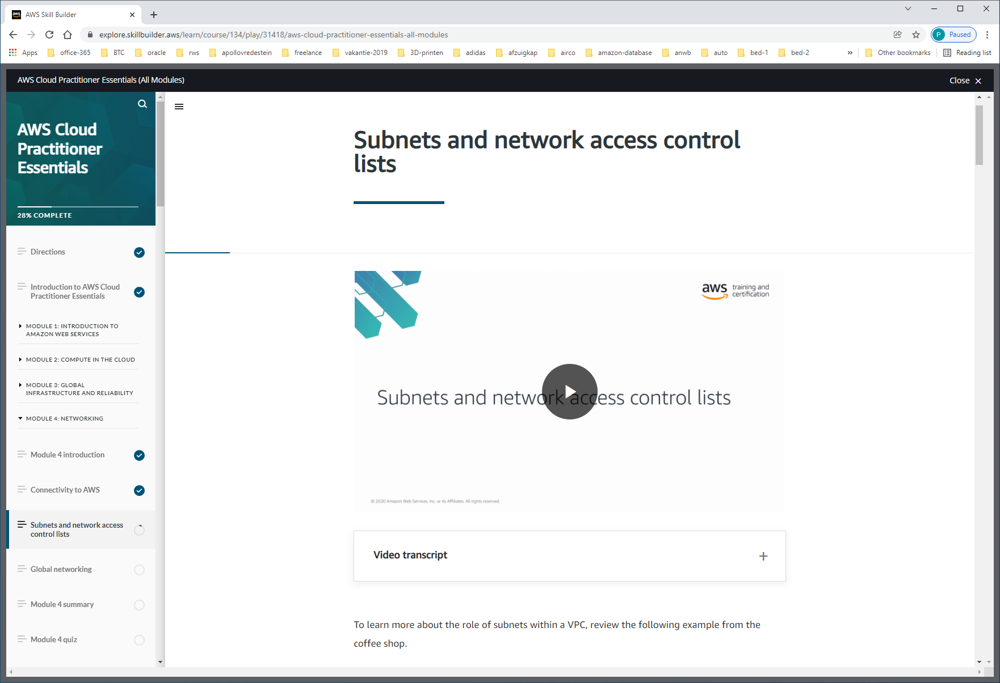 AWS Skill Builder
explore.skillbuilder.aws/learn/course/134/play/31418/aws-cloud-practitioner-essentials-all-modules
P Paused
Apps office-365 BTC oracle rws apollovredestein freelance vakantie-2019 3D-printen adidas afzuigkap airco amazon-database anwb auto bed-1 bed-2 » Other bookmarks Reading list
AWS Cloud Practitioner Essentials (All Modules)
Close
AWS Cloud
Practitioner
Essentials
28% COMPLETE
Directions
Introduction to AWS Cloud
Practitioner Essentials
MODULE 1: INTRODUCTION TO
AMAZON WEB SERVICES
MODULE 2: COMPUTE IN THE CLOUD
MODULE 3: GLOBAL
INFRASTRUCTURE AND RELIABILITY
MODULE 4: NETWORKING
Module 4 introduction
Connectivity to AWS
Subnets and network access
control lists
Global networking
Module 4 summary
Module 4 quiz
Subnets and network access control
lists
aws training and
certification
Subnets and network access control lists
© 2020 Amazon Web Services, Inc. or its Affiliates. All rights reserved.
Video transcript
To learn more about the role of subnets within a VPC, review the following example from the
coffee shop.